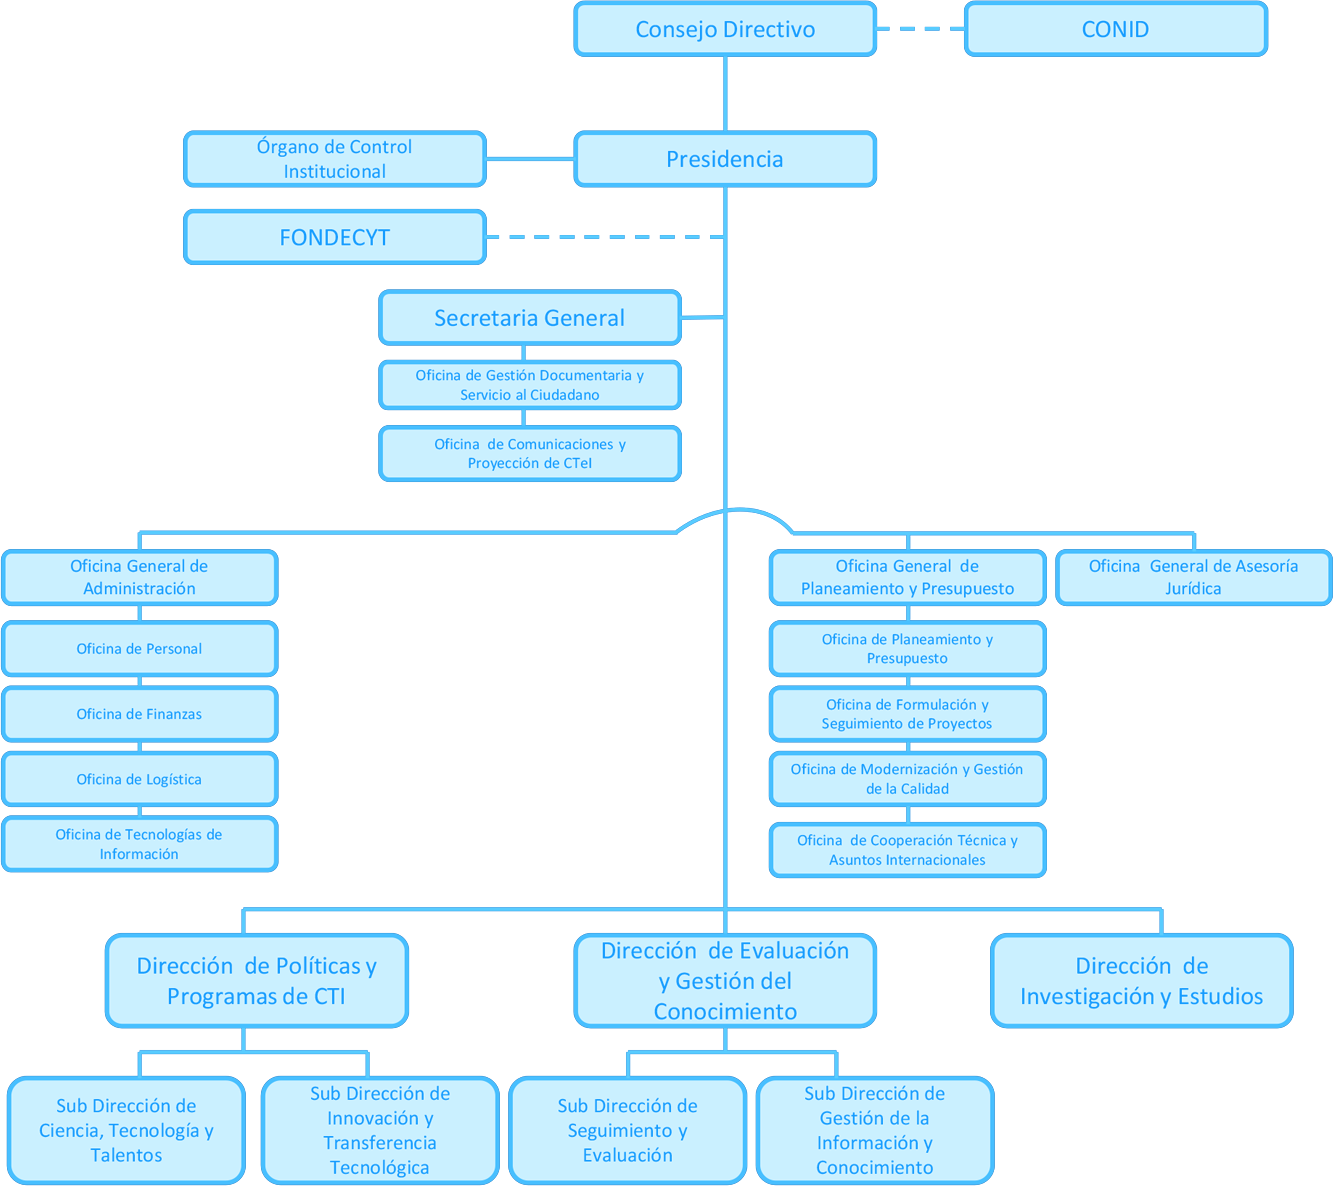 Consejo Directivo
CONID
Órgano de Control
Institucional
Presidencia
FONDECYT
Secretaria General
Oficina de Gestión Documentaria y
Servicio al Ciudadano
Oficina de Comunicaciones y
Proyección de CTeI
Oficina General de
Administración
Oficina de Personal
Oficina de Finanzas
Oficina de Logística
Oficina de Tecnologías de
Información
Oficina General de
Planeamiento y Presupuesto
Oficina de Planeamiento y
Presupuesto
Oficina de Formulación y
Seguimiento de Proyectos
Oficina de Modernización y Gestión
de la Calidad
Oficina de Cooperación Técnica y
Asuntos Internacionales
Oficina General de Asesoría
Jurídica
Dirección de Políticas y
Programas de CTI
Dirección de Evaluación
y Gestión del
Conocimiento
Dirección de
Investigación y Estudios
Sub Dirección de
Ciencia, Tecnología y
Talentos
Sub Dirección de
Innovación y
Transferencia
Tecnológica
Sub Dirección de
Seguimiento y
Evaluación
Sub Dirección de
Gestión de la
Información y
Conocimiento